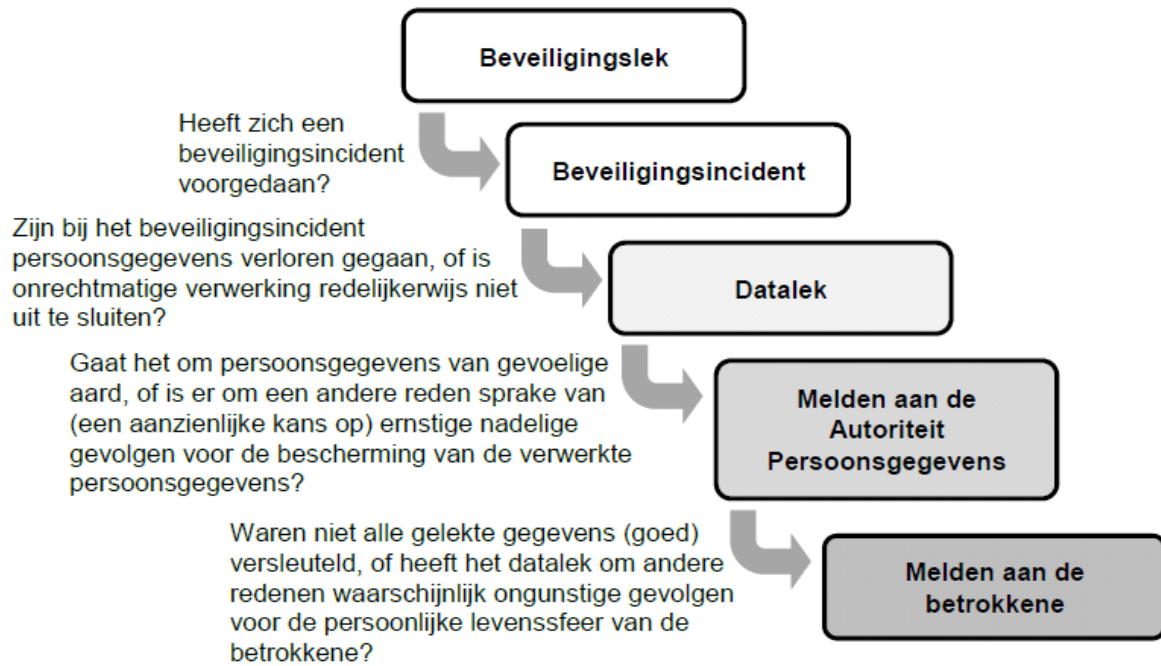 Beveiligingslek
Heeft zich een
beveiligingsincident
voorgedaan?
Beveiligingsincident
Zijn bij het beveiligingsincident
persoonsgegevens verloren gegaan, of is
onrechtmatige verwerking redelijkerwijs niet
uit te sluiten?
Datalek
Gaat het om persoonsgegevens van gevoelige
aard, of is er om een andere reden sprake van
(een aanzienlijke kans op) ernstige nadelige
gevolgen voor de bescherming van de verwerkte
persoonsgegevens?
Melden aan de
Autoriteit
Persoonsgegevens
Waren niet alle gelekte gegevens (goed)
versleuteld, of heeft het datalek om andere
redenen waarschijnlijk ongunstige gevolgen
voor de persoonlijke levenssfeer van de
betrokkene?
Melden aan de
betrokkene